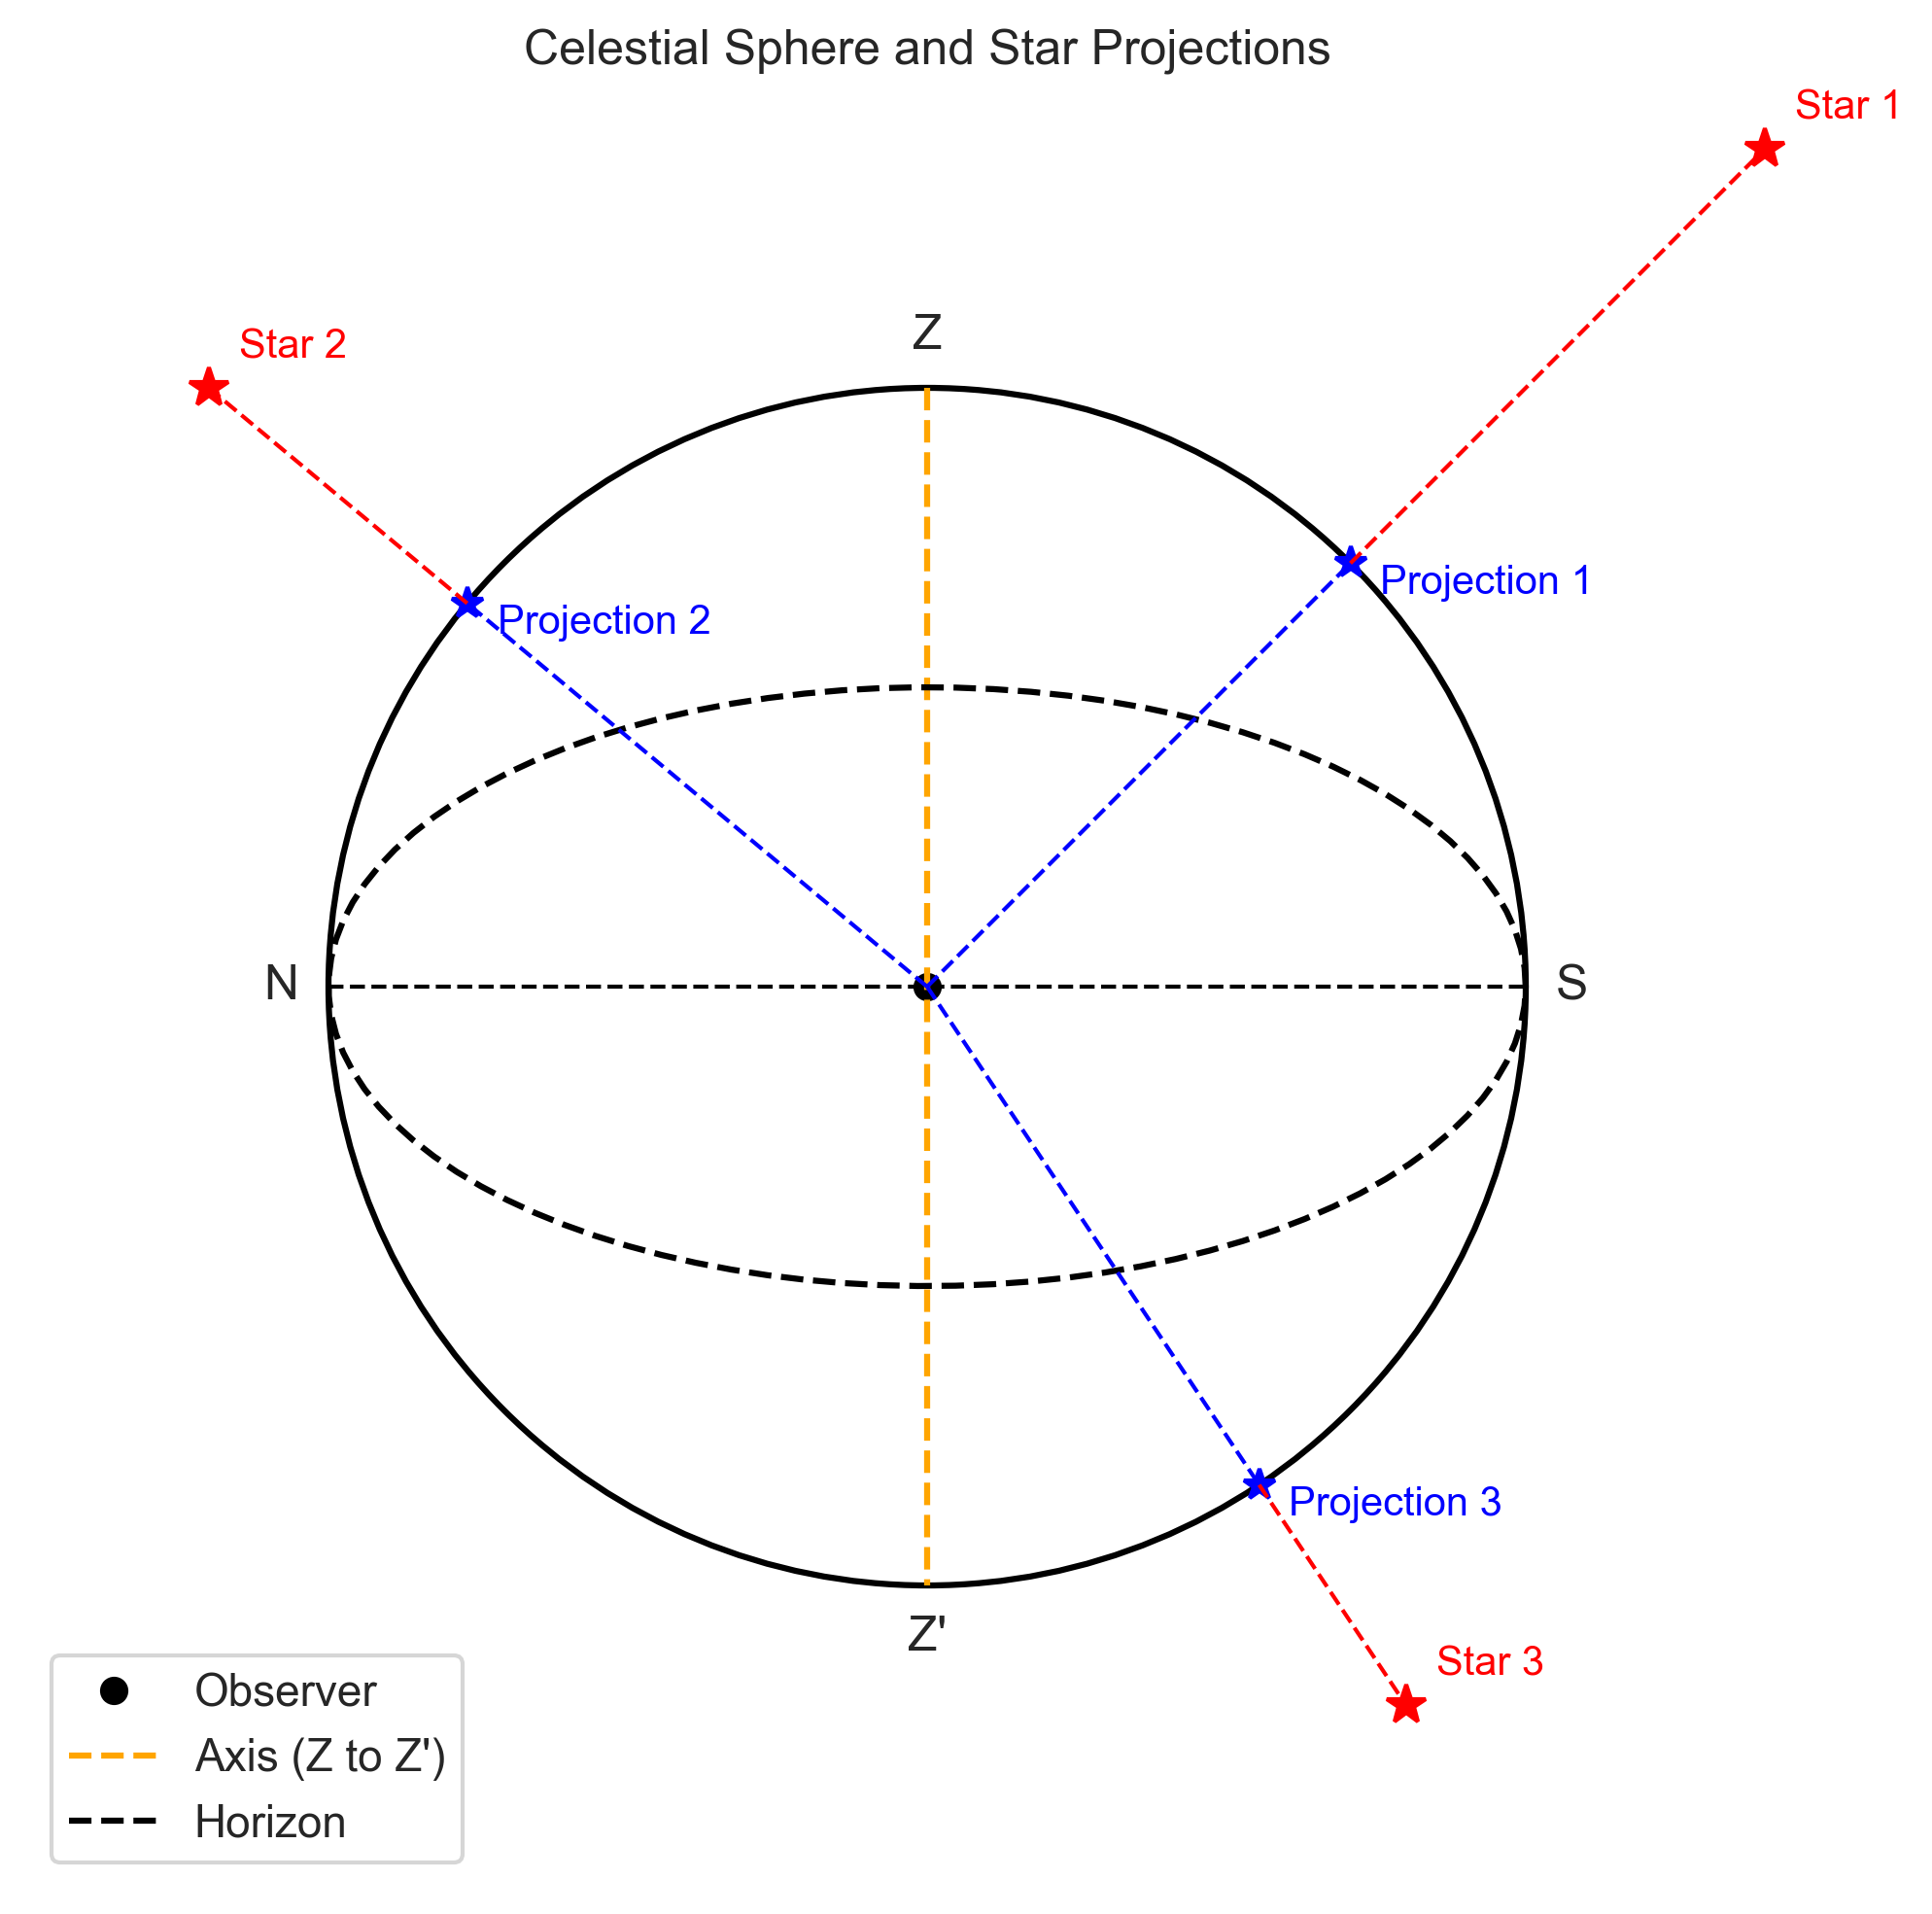 Celestial Sphere and Star Projections
Star 1
Star 2
Z
Projection 1
Projection 2
N
S
Projection 3
Z'
Star 3
Observer
Axis (Z to Z')
Horizon